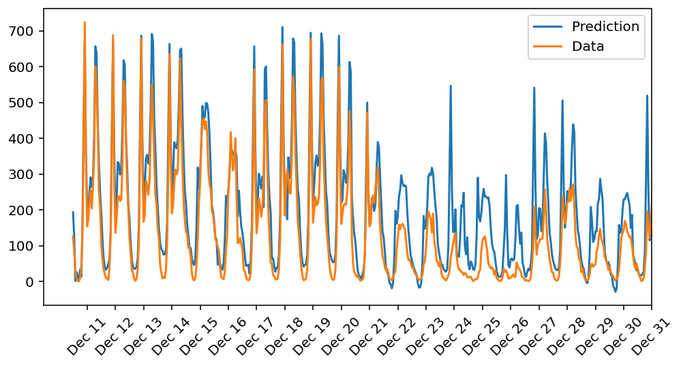 700
600
500
400
300
200
100
0
Prediction
Data
Dec 11
Dec 12
Dec 13
Dec 14
Dec 15
Dec 16
Dec 17
Dec 18
Dec 19
Dec 20
Dec 21
Dec 22
Dec 23
Dec 24
Dec 25
Dec 26
Dec 27
Dec 28
Dec 29
Dec 30
Dec 31